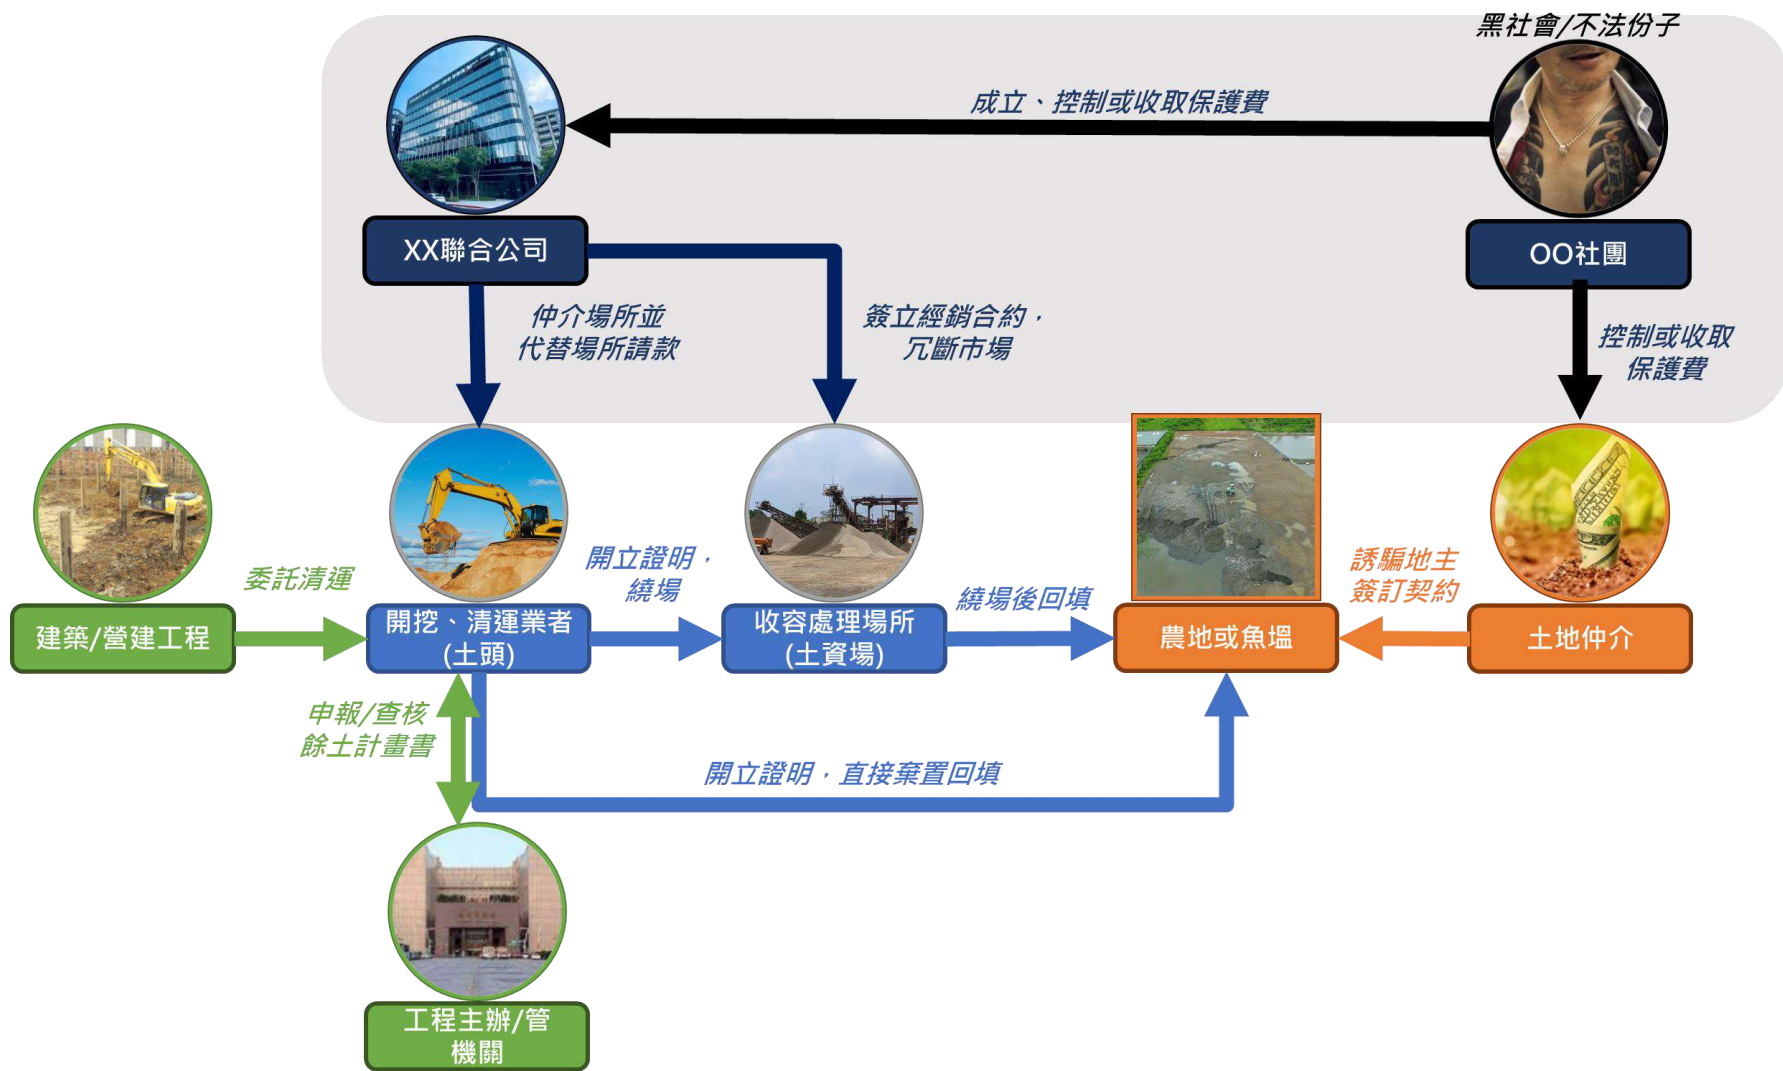 黑社會/不法份子
成立、控制或收取保護費
XX聯合公司
OO社團
仲介場所並
代替場所請款
簽立經銷合約，
冗斷市場
控制或收取
保護費
委託清運
開立證明，
繞場
繞場後回填
誘騙地主
簽訂契約
建築/營建工程
開挖、清運業者
(土頭)
收容處理場所
(土資場)
農地或魚塭
土地仲介
申報/查核
餘土計畫書
開立證明，直接棄置回填
工程主辦/管
機關